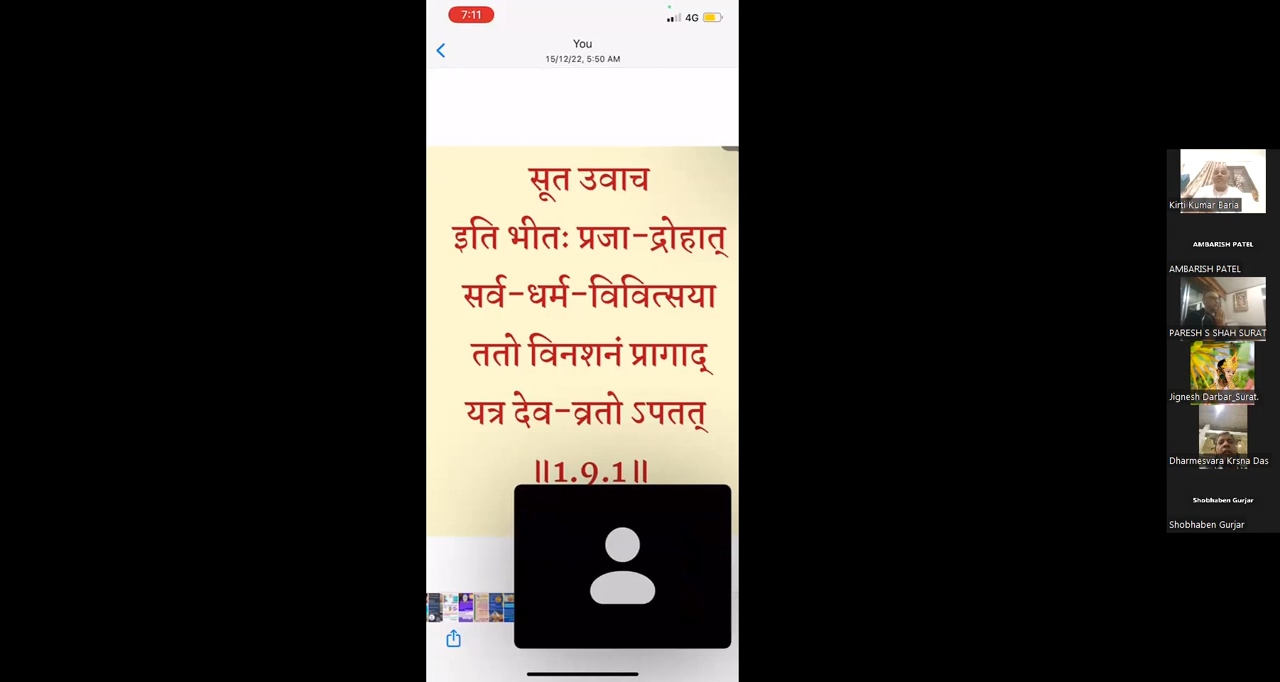 7:11
4G
You
15/12/22, 5:50 AM
सूत उवाच
इति भीतः प्रजा-द्रोहात्
सर्व-धर्म-विवित्सया
ततो विनशनं प्रागाद्
यत्र देव-व्रतो ऽपतत्
॥1.9.1॥
Kirti Kumar Baria
AMBARISH PATEL
AMBARISH PATEL
PARESH S SHAH SURAT
Jignesh Darbar_Surat.
Dharmesvara Krsna Das
Shobhaben Gurjar
Shobhaben Gurjar